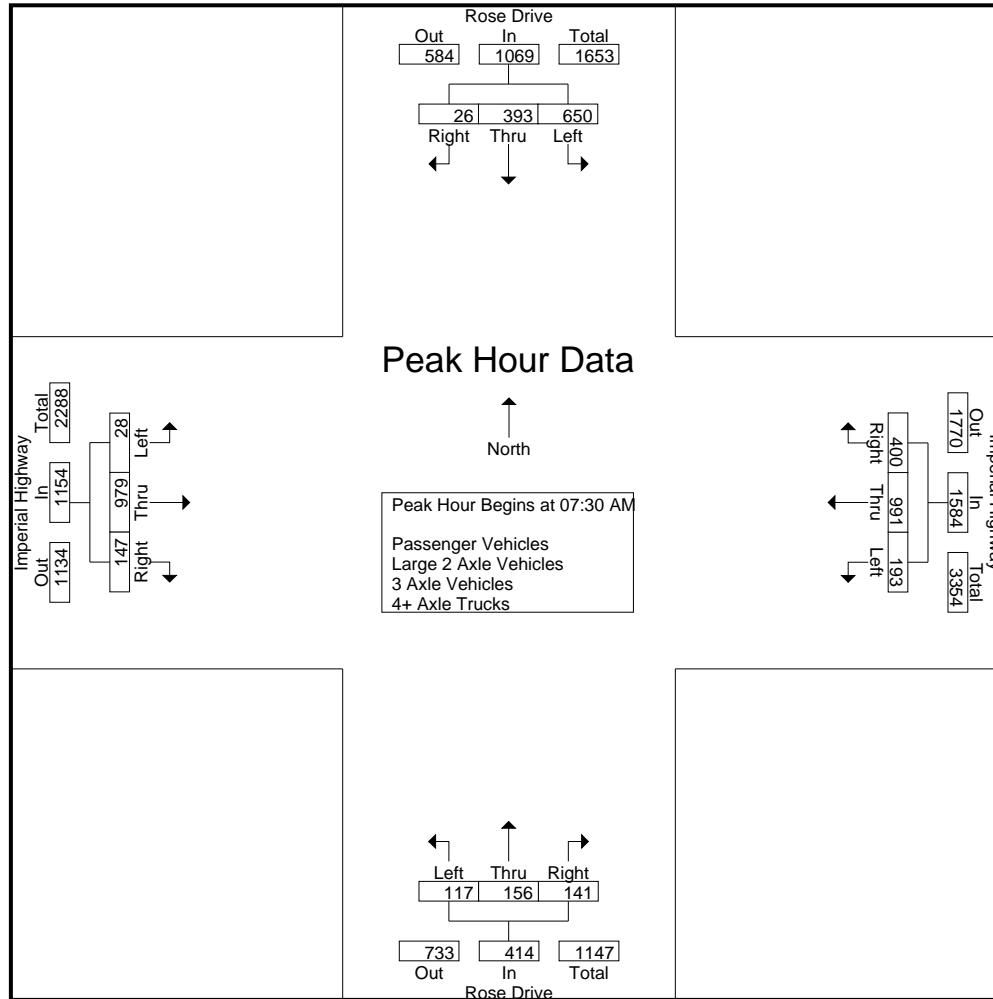 Rose Drive
Out In Total
584 1069 1653
26 393 650
Right Thru Left
Peak Hour Data
North
Peak Hour Begins at 07:30 AM
Passenger Vehicles
Large 2 Axle Vehicles
3 Axle Vehicles
4+ Axle Trucks
Imperial Highway
Total In Out
2288 1154 1134
28 979 147
Left Thru Right
Right Thru Left
400 991 193
1770 1584 3354
Out In Total
Imperial Highway
Left Thru Right
117 156 141
733 414 1147
Out In Total
Rose Drive